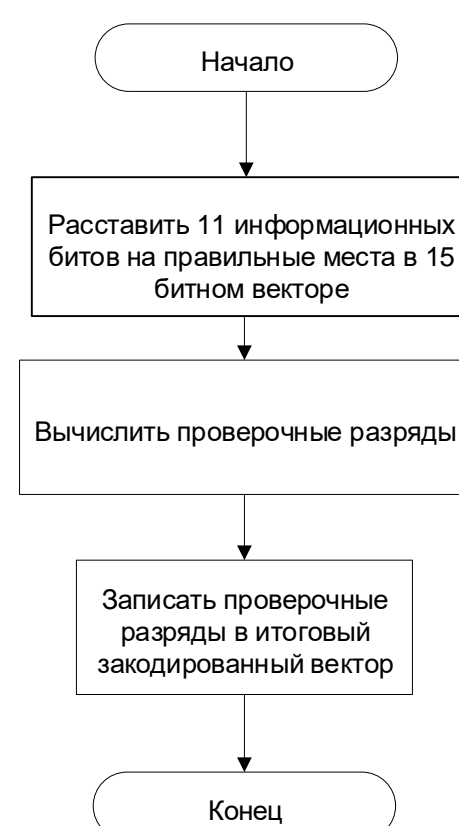 Начало
Расставить 11 информационных
битов на правильные места в 15
битном векторе
Вычислить проверочные разряды
Записать проверочные
разряды в итоговый
закодированный вектор
Конец